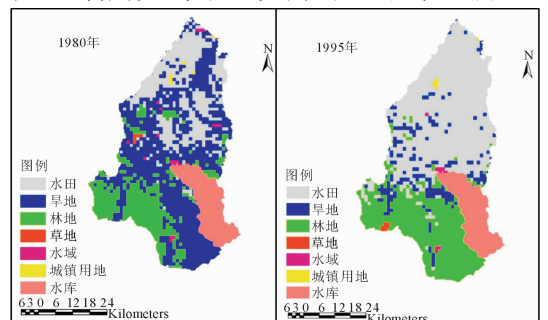 1980年
N
图例
水田
旱地
林地
草地
水域
城镇用地
水库
6 3 0 6 12 18 24
Kilometers
1995年
N
图例
水田
旱地
林地
草地
水域
城镇用地
水库
6 3 0 6 12 18 24
Kilometers